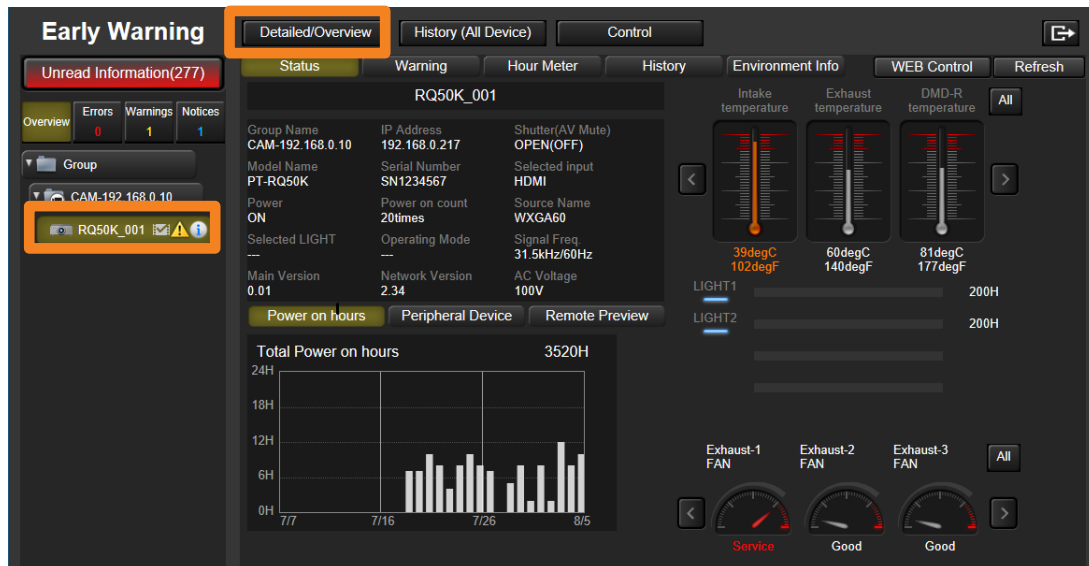 Early Warning
Detailed/Overview
History (All Device)
Control
Unread Information(277)
Status
Warning
Hour Meter
History
Environment Info
WEB Control
Refresh
Overview
Errors
0
Warnings
1
Notices
1
Group
CAM-192.168.0.10
RQ50K_001
RQ50K_001
Group Name
IP Address
Shutter(AV Mute)
CAM-192.168.0.10
192.168.0.217
OPEN(OFF)
Model Name
Serial Number
Selected input
PT-RQ50K
SN1234567
HDMI
Power
Power on count
Source Name
ON
20times
WXGA60
Selected LIGHT
Operating Mode
Signal Freq.
---
---
31.5kHz/60Hz
Main Version
Network Version
AC Voltage
0.01
2.34
100V
Power on hours
Peripheral Device
Remote Preview
Total Power on hours
3520H
24H
18H
12H
6H
0H
7/7
7/16
7/26
8/5
Intake
temperature
Exhaust
temperature
DMD-R
temperature
All
39degC
102degF
60degC
140degF
81degC
177degF
LIGHT1
200H
LIGHT2
200H
Exhaust-1
FAN
Exhaust-2
FAN
Exhaust-3
FAN
All
Service
Good
Good